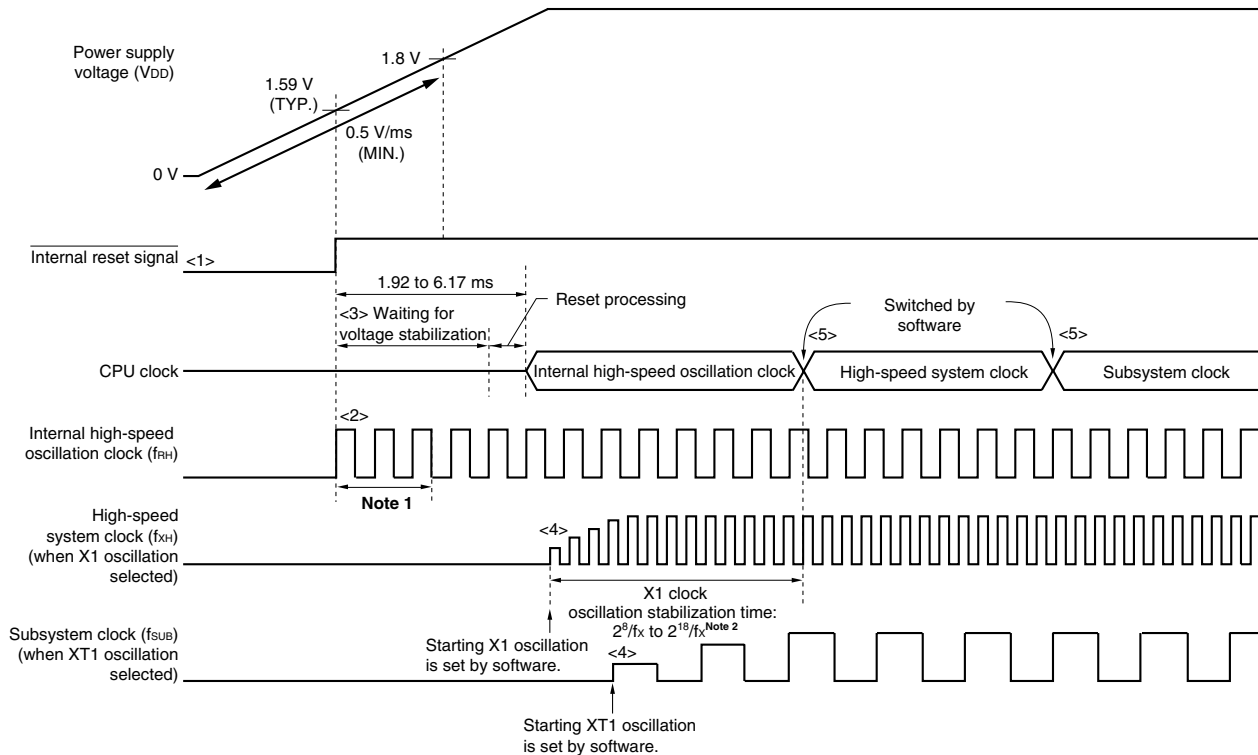 Power supply
voltage (VDD)
1.8 V
1.59 V
(TYP.)
0.5 V/ms
(MIN.)
0 V
Internal reset signal
<1>
1.92 to 6.17 ms
Reset processing
<3> Waiting for
voltage stabilization
Switched by
software
<5>
<5>
CPU clock
Internal high-speed oscillation clock
High-speed system clock
Subsystem clock
<2>
Internal high-speed
oscillation clock (fRH)
Note 1
High-speed
system clock (fXH)
(when X1 oscillation
selected)
<4>
X1 clock
oscillation stabilization time:
2⁸/fX to 2¹⁸/fX Note 2
Starting X1 oscillation
is set by software.
Subsystem clock (fSUB)
(when XT1 oscillation
selected)
<4>
Starting XT1 oscillation
is set by software.